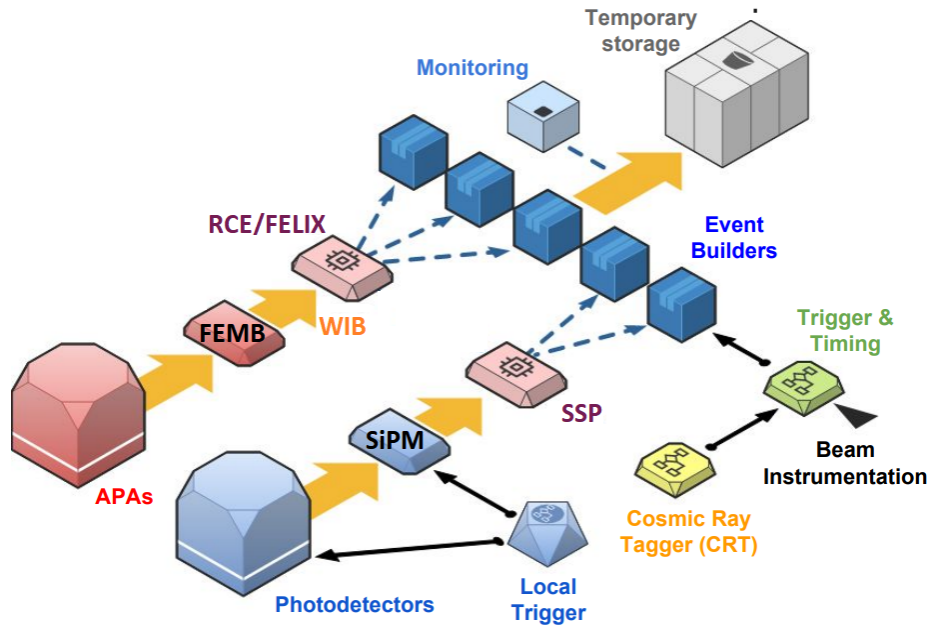 Temporary
storage
Monitoring
RCE/FELIX
Event
Builders
WIB
FEMB
Trigger &
Timing
SSP
SiPM
Beam
Instrumentation
APAs
Cosmic Ray
Tagger (CRT)
Local
Trigger
Photodetectors